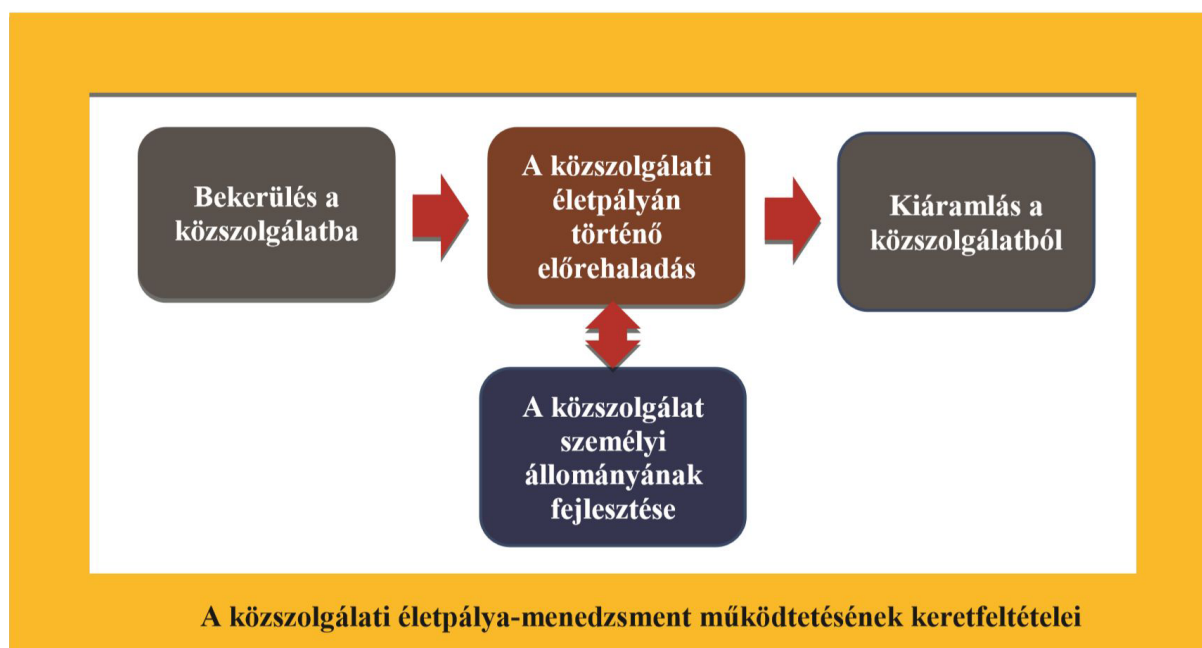 Bekerülés a
közszolgálatba
A közszolgálati
életpályán
történő
előrehaladás
Kiáramlás a
közszolgálatból
A közszolgálat
személyi
állományának
fejlesztése
A közszolgálati életpálya-menedzsment működtetésének keretfeltételei